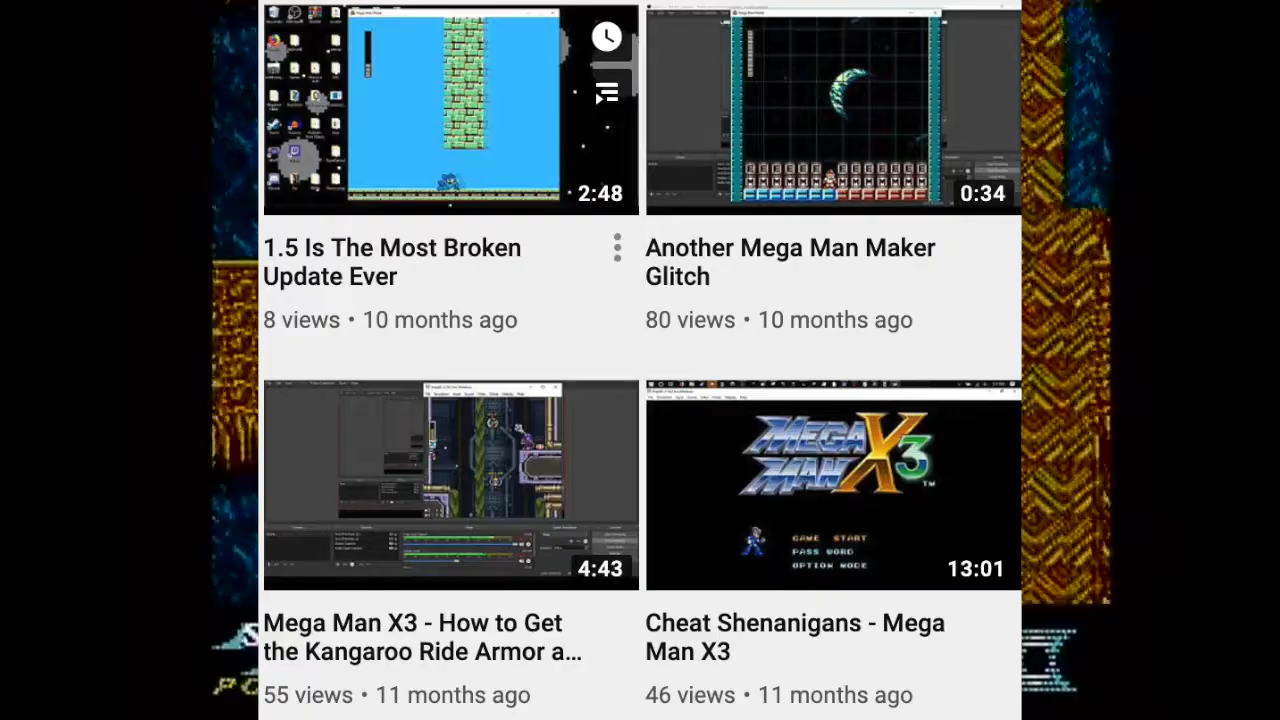 2:48
0:34
1.5 Is The Most Broken
Update Ever
Another Mega Man Maker
Glitch
8 views • 10 months ago
80 views • 10 months ago
4:43
MEGA
MAN X3 ™
GAME START
PASS WORD
OPTION MODE
13:01
Mega Man X3 - How to Get
the Kangaroo Ride Armor a...
Cheat Shenanigans - Mega
Man X3
55 views • 11 months ago
46 views • 11 months ago